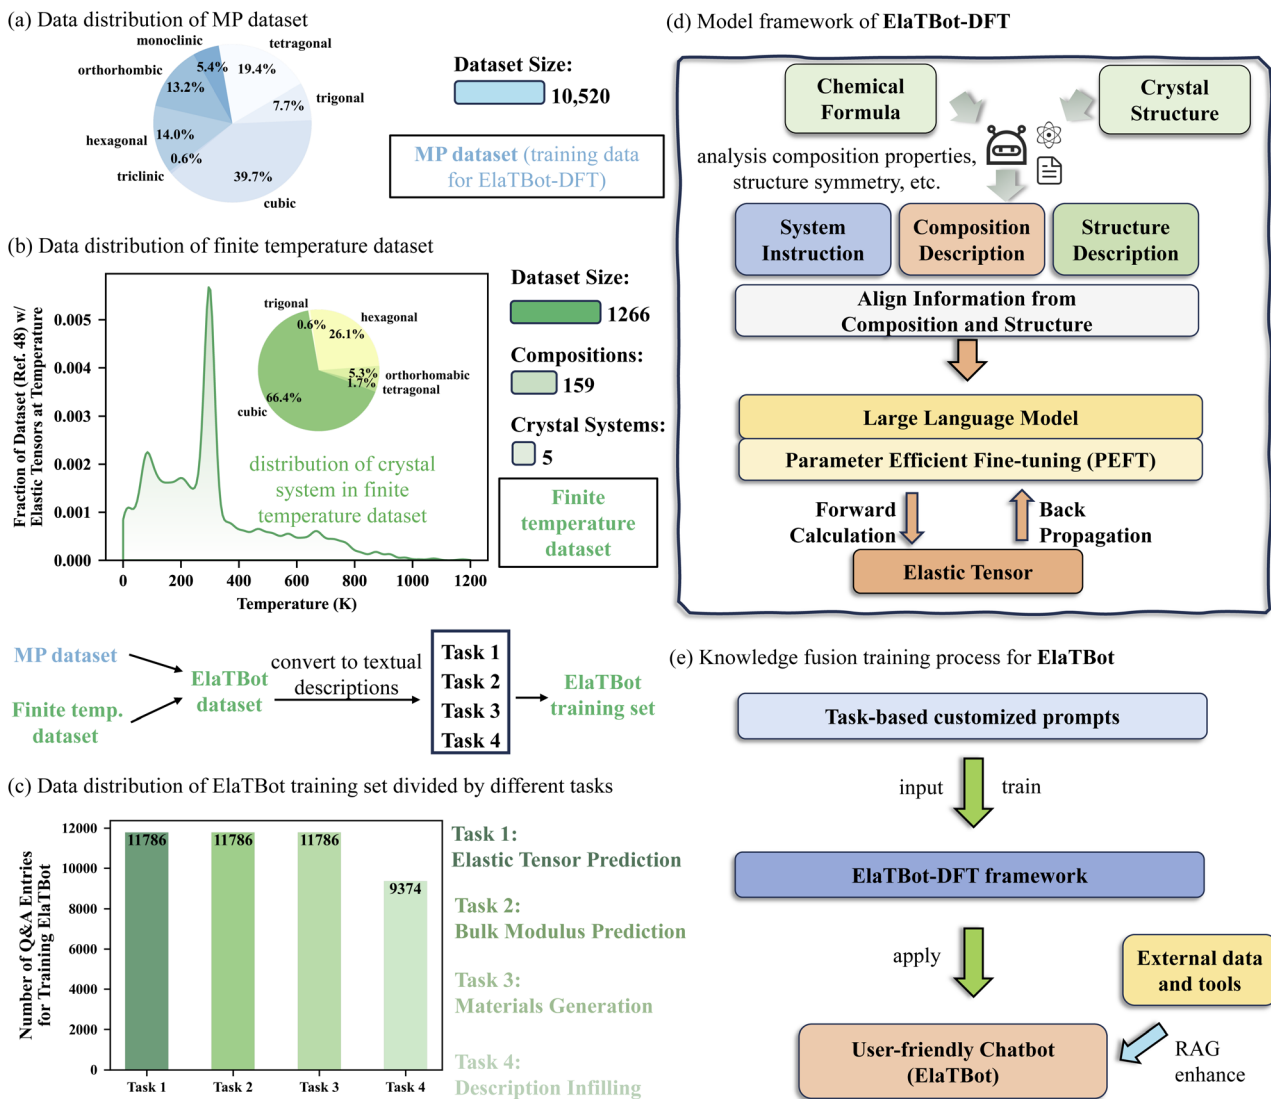 (a) Data distribution of MP dataset
monoclinic
tetragonal
orthorhombic
5.4%
19.4%
13.2%
7.7%
trigonal
hexagonal
14.0%
0.6%
triclinic
39.7%
cubic
Dataset Size:
10,520
MP dataset (training data
for ElaTBot-DFT)
(b) Data distribution of finite temperature dataset
Fraction of Dataset (Ref. 48) w/
Elastic Tensors at Temperature
0.005
0.004
0.003
0.002
0.001
0.000
0
200
400
600
800
1000
1200
Temperature (K)
trigonal
0.6%
hexagonal
26.1%
5.3%
orthorhomabic
1.7%
tetragonal
66.4%
cubic
distribution of crystal
system in finite
temperature dataset
Dataset Size:
1266
Compositions:
159
Crystal Systems:
5
Finite
temperature
dataset
MP dataset
Finite temp.
dataset
ElaTBot
dataset
convert to textual
descriptions
Task 1
Task 2
Task 3
Task 4
ElaTBot
training set
(c) Data distribution of ElaTBot training set divided by different tasks
Number of Q&A Entries
for Training ElaTBot
12000
10000
8000
6000
4000
2000
0
11786
11786
11786
9374
Task 1
Task 2
Task 3
Task 4
Task 1:
Elastic Tensor Prediction
Task 2:
Bulk Modulus Prediction
Task 3:
Materials Generation
Task 4:
Description Infilling
(d) Model framework of ElaTBot-DFT
Chemical
Formula
Crystal
Structure
analysis composition properties,
structure symmetry, etc.
System
Instruction
Composition
Description
Structure
Description
Align Information from
Composition and Structure
Large Language Model
Parameter Efficient Fine-tuning (PEFT)
Forward
Calculation
Back
Propagation
Elastic Tensor
(e) Knowledge fusion training process for ElaTBot
Task-based customized prompts
input
train
ElaTBot-DFT framework
apply
External data
and tools
User-friendly Chatbot
(ElaTBot)
RAG
enhance